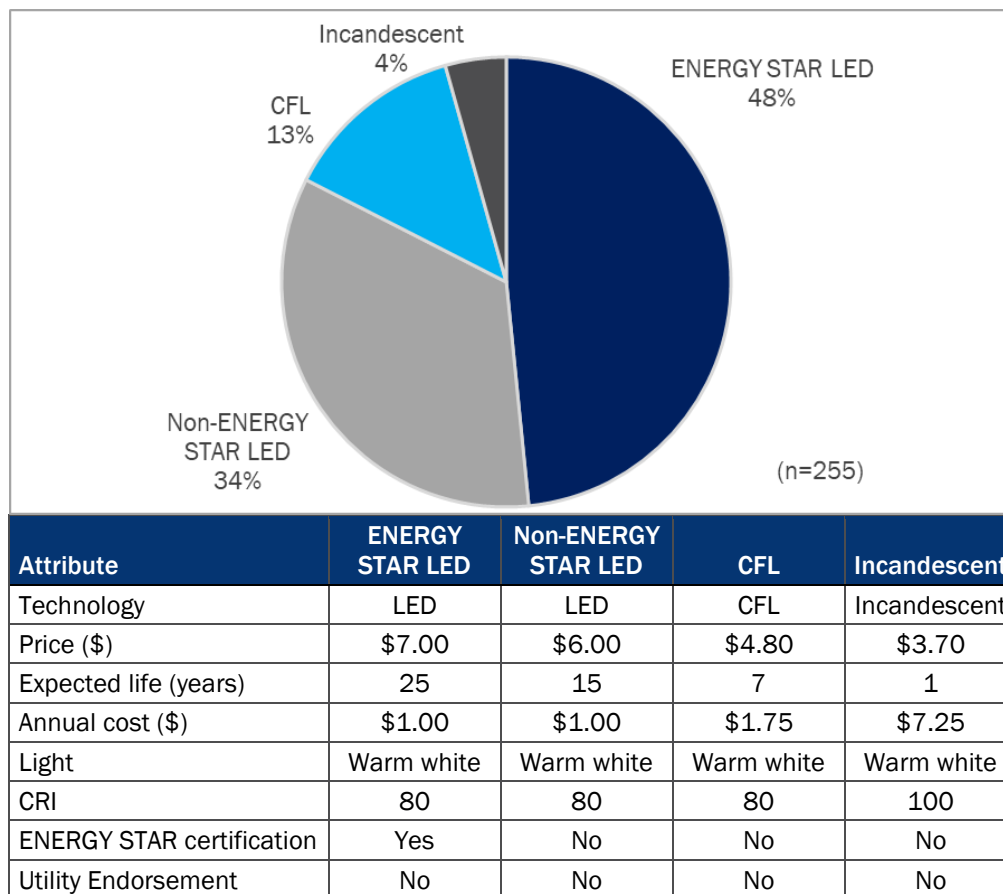 Incandescent
4%
ENERGY STAR LED
48%
CFL
13%
Non-ENERGY
STAR LED
34%
(n=255)
Attribute ENERGY STAR LED Non-ENERGY STAR LED CFL Incandescent
Technology LED LED CFL Incandescent
Price ($) $7.00 $6.00 $4.80 $3.70
Expected life (years) 25 15 7 1
Annual cost ($) $1.00 $1.00 $1.75 $7.25
Light Warm white Warm white Warm white Warm white
CRI 80 80 80 100
ENERGY STAR certification Yes No No No
Utility Endorsement No No No No